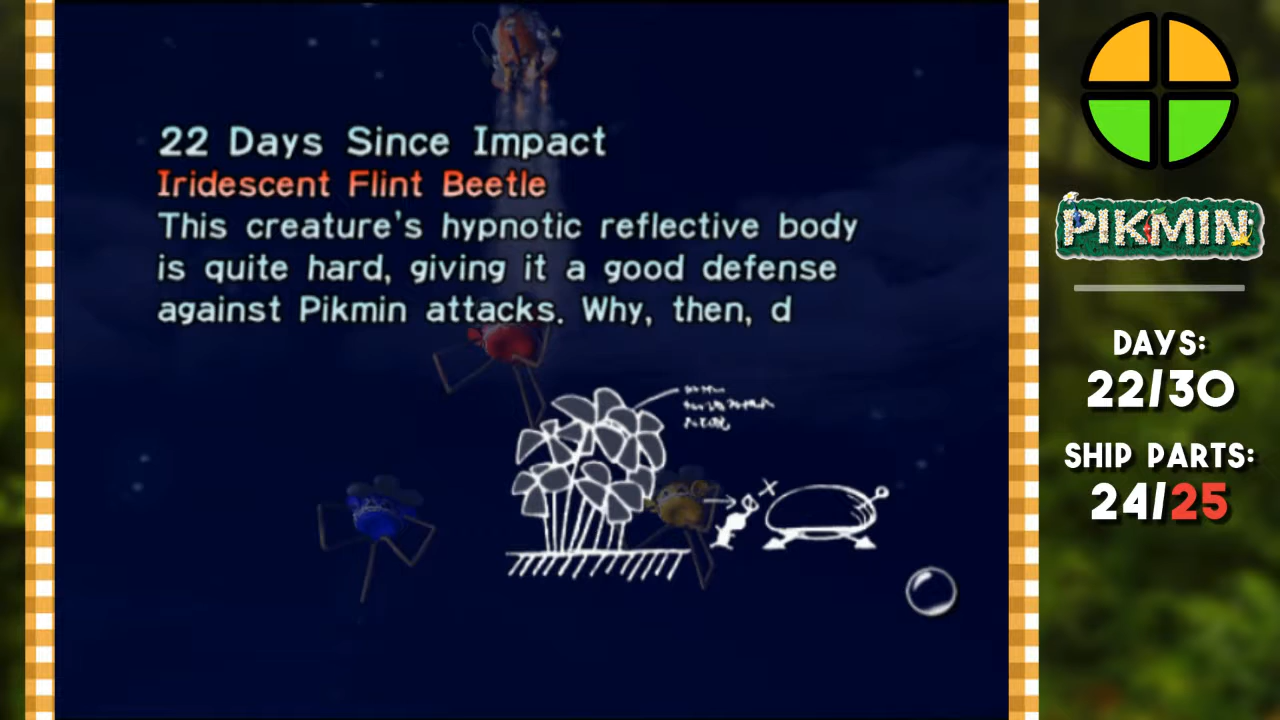 22 Days Since Impact
Iridescent Flint Beetle
This creature's hypnotic reflective body
is quite hard, giving it a good defense
against Pikmin attacks. Why, then, d
PIKMIN
DAYS:
22/30
SHIP PARTS:
24/25